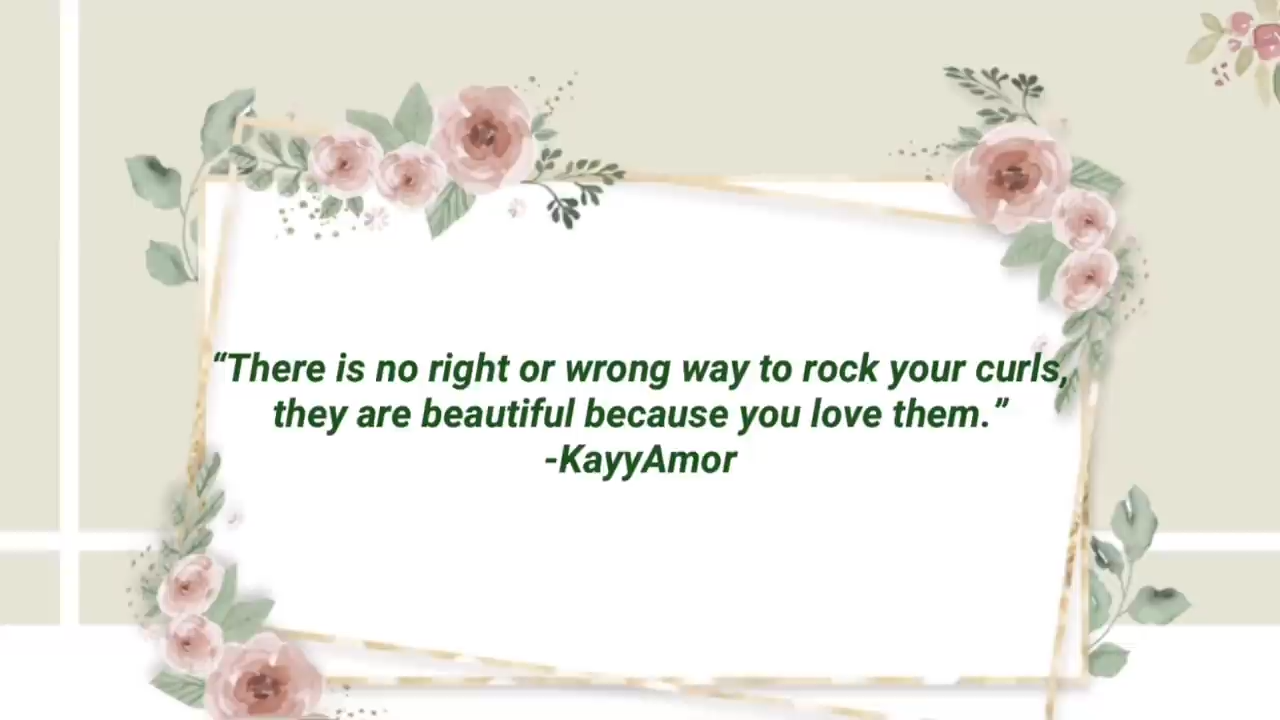 “There is no right or wrong way to rock your curls,
they are beautiful because you love them.”
-KayyAmor